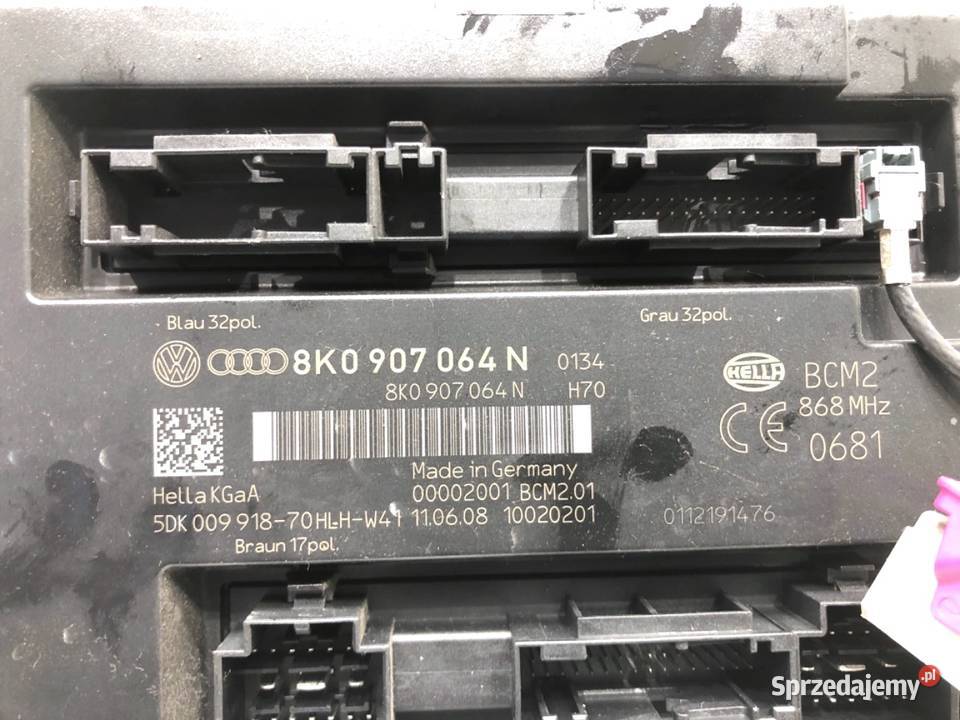 Blau 32pol.
Grau 32pol.
8K0 907 064 N 0134
8K0 907 064 N H70
HELLA
BCM2
868 MHz
CE 0681
Made in Germany
Hella KGaA
00002001 BCM2.01
5DK 009 918-70 HL-H-W41 11.06.08 10020201
0112191476
Braun 17pol.
Sprzedajemy.pl